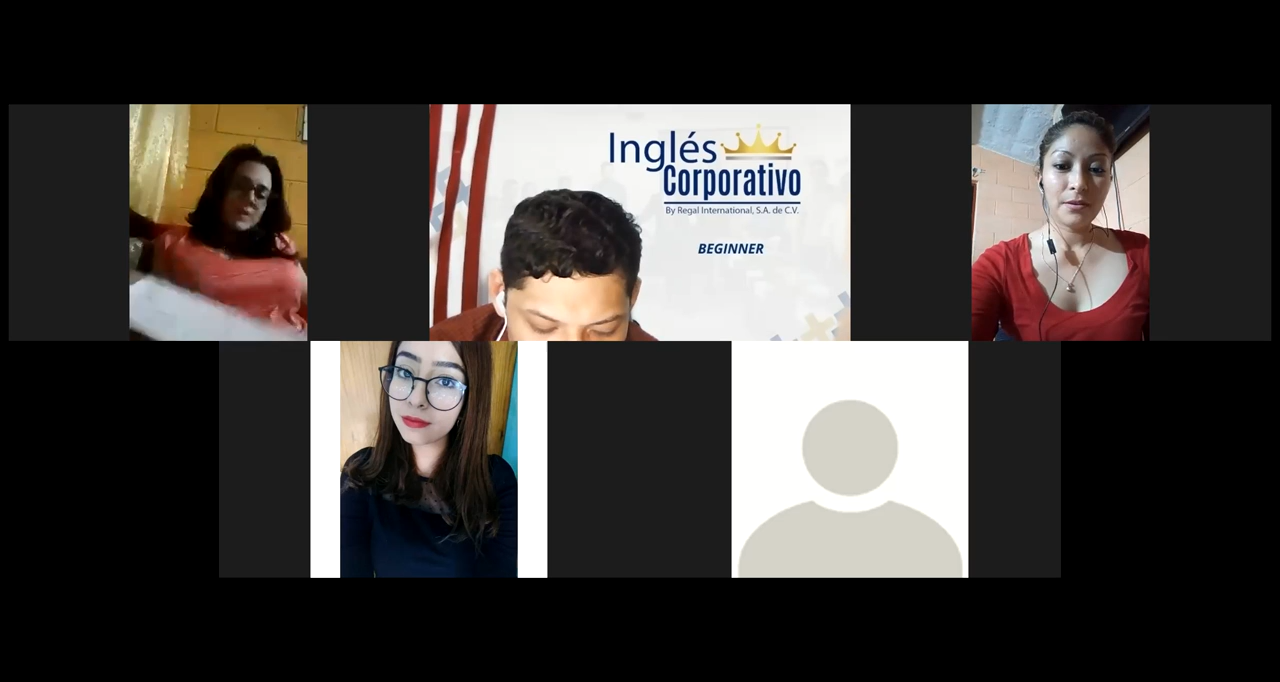 Inglés
Corporativo
By Regal International, S.A. de C.V.
BEGINNER